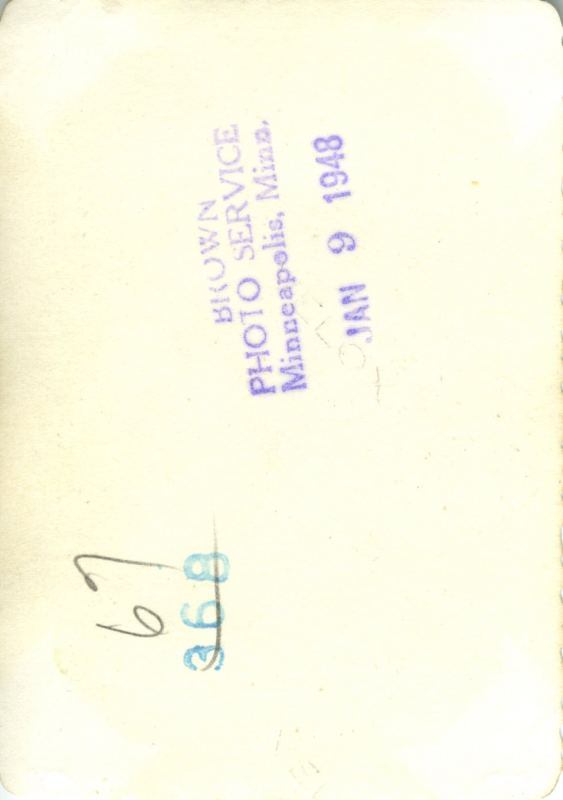 BROWN
PHOTO SERVICE
Minneapolis, Minn.
JAN 9 1948
67
368